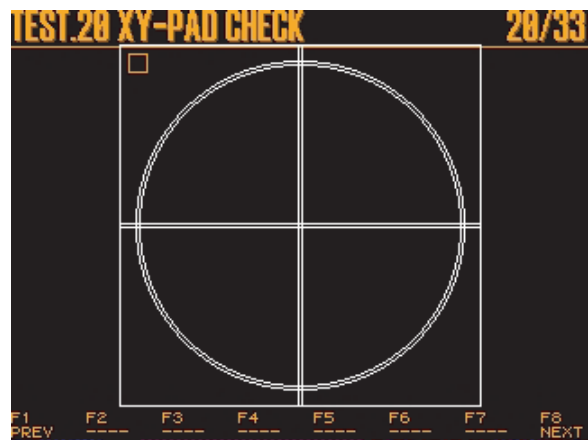 TEST.20 XY-PAD CHECK 20/33
F1 F2 F3 F4 F5 F6 F7 F8
PREV ---- ---- ---- ---- ---- ---- NEXT